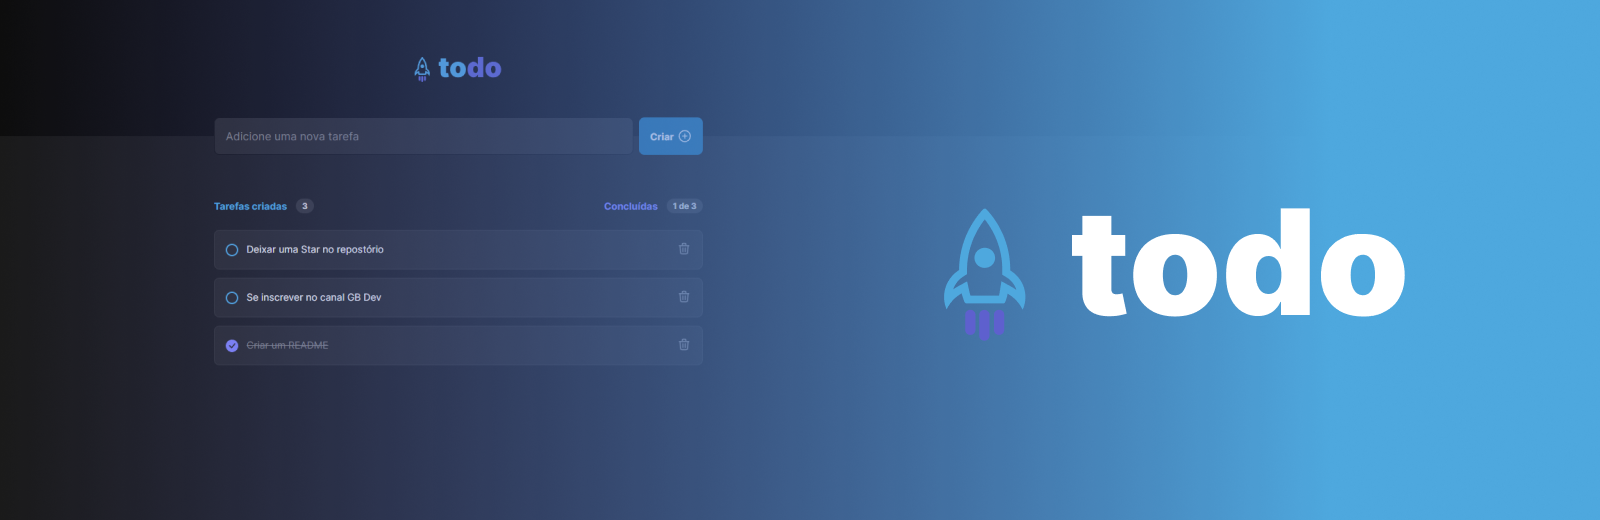 todo
Adicione uma nova tarefa
Criar
Tarefas criadas 3
Concluídas 1 de 3
Deixar uma Star no repostório
Se inscrever no canal GB Dev
Criar um README
todo